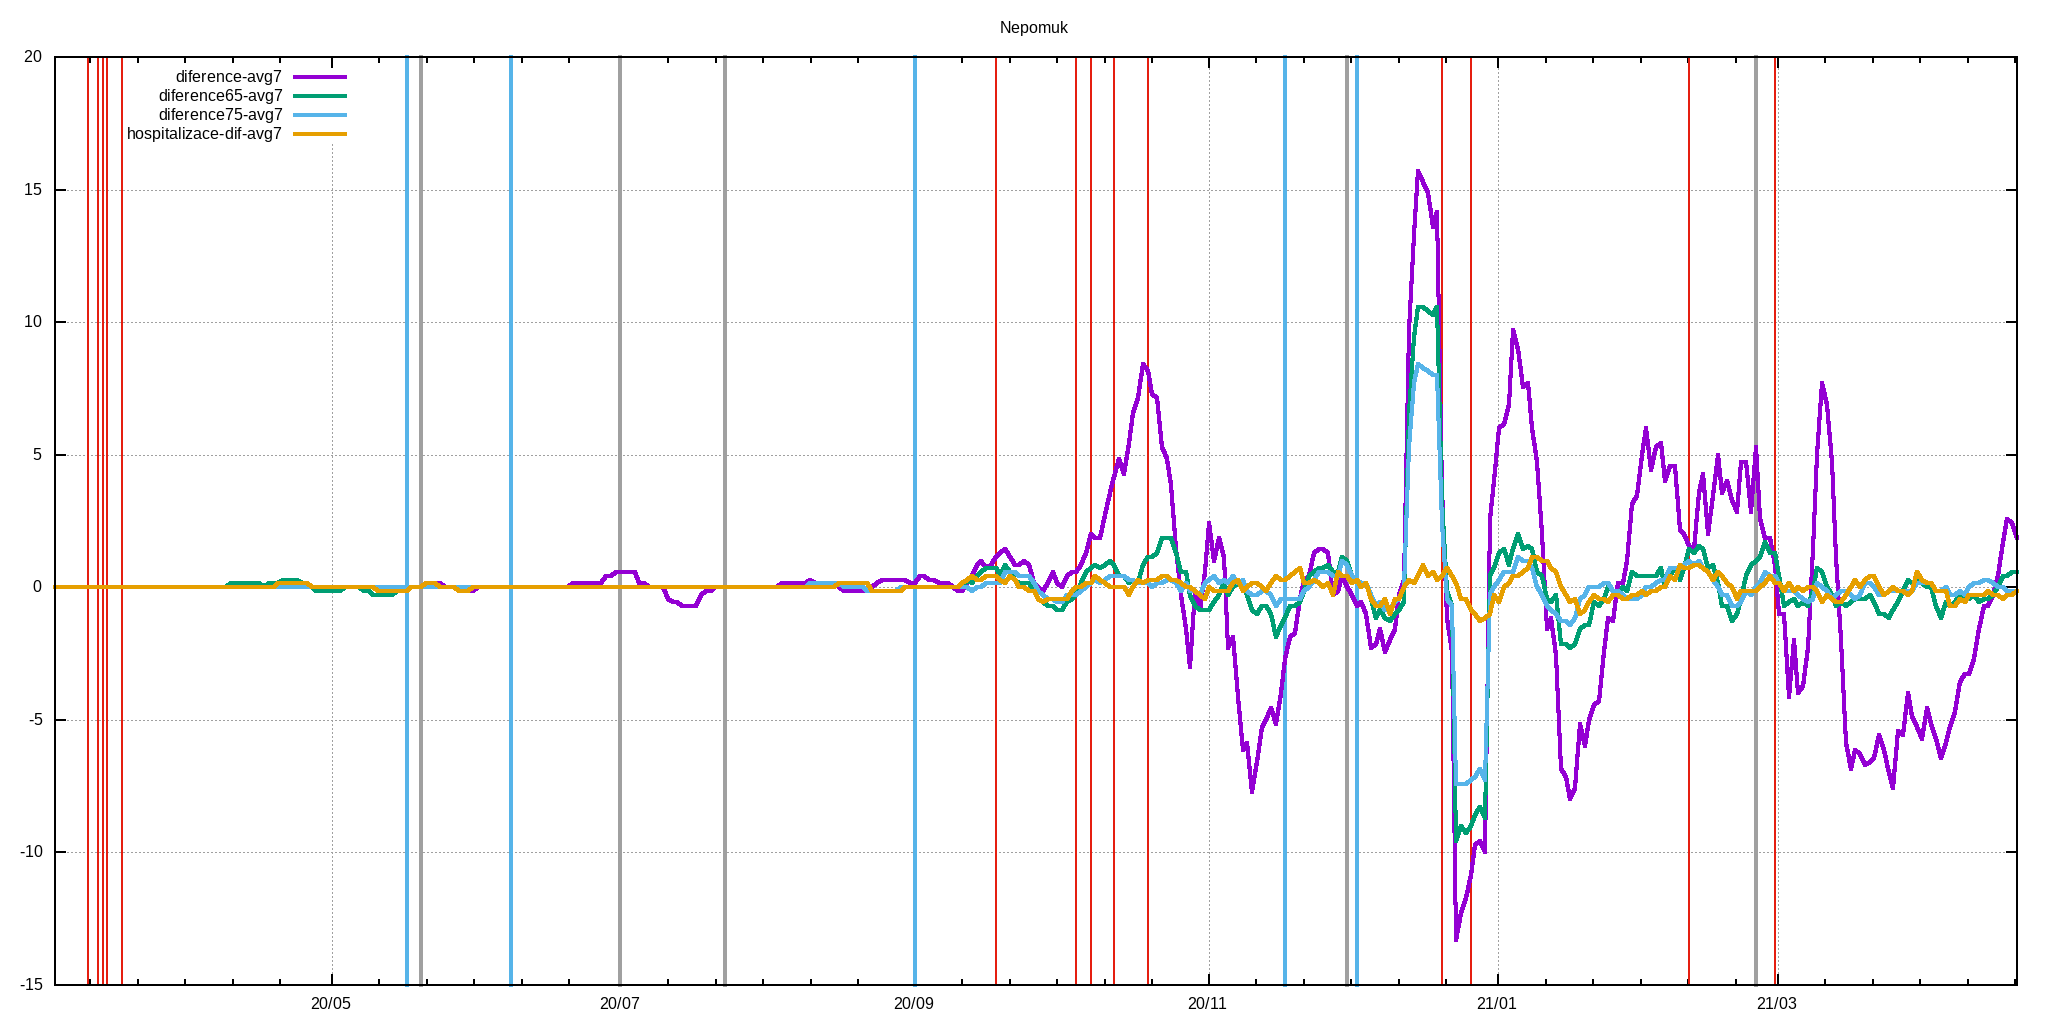 Nepomuk
diference-avg7
diference65-avg7
diference75-avg7
hospitalizace-dif-avg7
20
15
10
5
0
-5
-10
-15
20/05 20/07 20/09 20/11 21/01 21/03